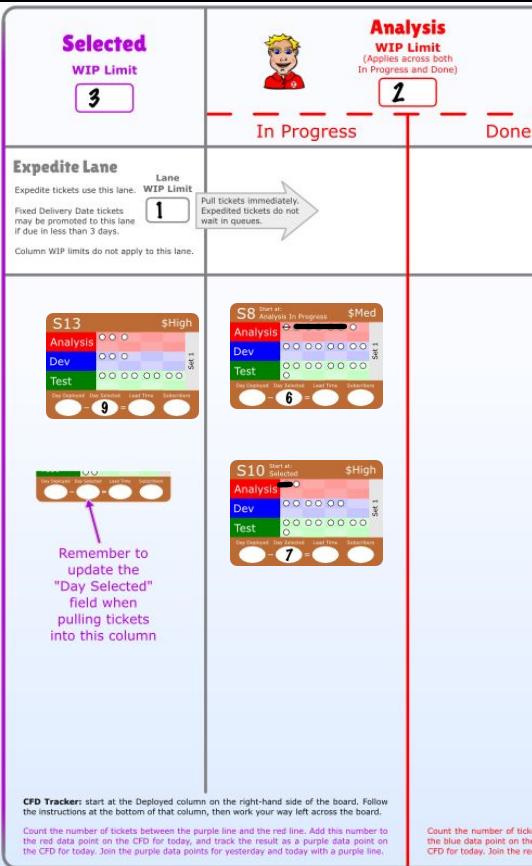 Selected
WIP Limit
3
Analysis
WIP Limit
(Applies across both
In Progress and Done)
2
In Progress
Done
Expedite Lane
Expedite tickets use this lane.
Fixed Delivery Date tickets
may be promoted to this lane
if due in less than 3 days.
Column WIP limits do not apply to this lane.
Lane
WIP Limit
1
Pull tickets immediately.
Expedited tickets do not
wait in queues.
S13
$High
Analysis
Dev
Test
Set 1
Day Deployed Day Selected Lead Time Subscribers
- 9 =
S8 Start at:
Analysis In Progress
$Med
Analysis
Dev
Test
Set 1
Day Deployed Day Selected Lead Time Subscribers
- 6 =
Day Deployed Day Selected Lead Time Subscribers
- =
Remember to
update the
"Day Selected"
field when
pulling tickets
into this column
S10 Start at:
Selected
$High
Analysis
Dev
Test
Set 1
Day Deployed Day Selected Lead Time Subscribers
- 7 =
CFD Tracker: start at the Deployed column on the right-hand side of the board. Follow
the instructions at the bottom of that column, then work your way left across the board.
Count the number of tickets between the purple line and the red line. Add this number to
the red data point on the CFD for today, and track the result as a purple data point on
the CFD for today. Join the purple data points for yesterday and today with a purple line.
Count the number of
the blue data point on the
CFD for today. Join the